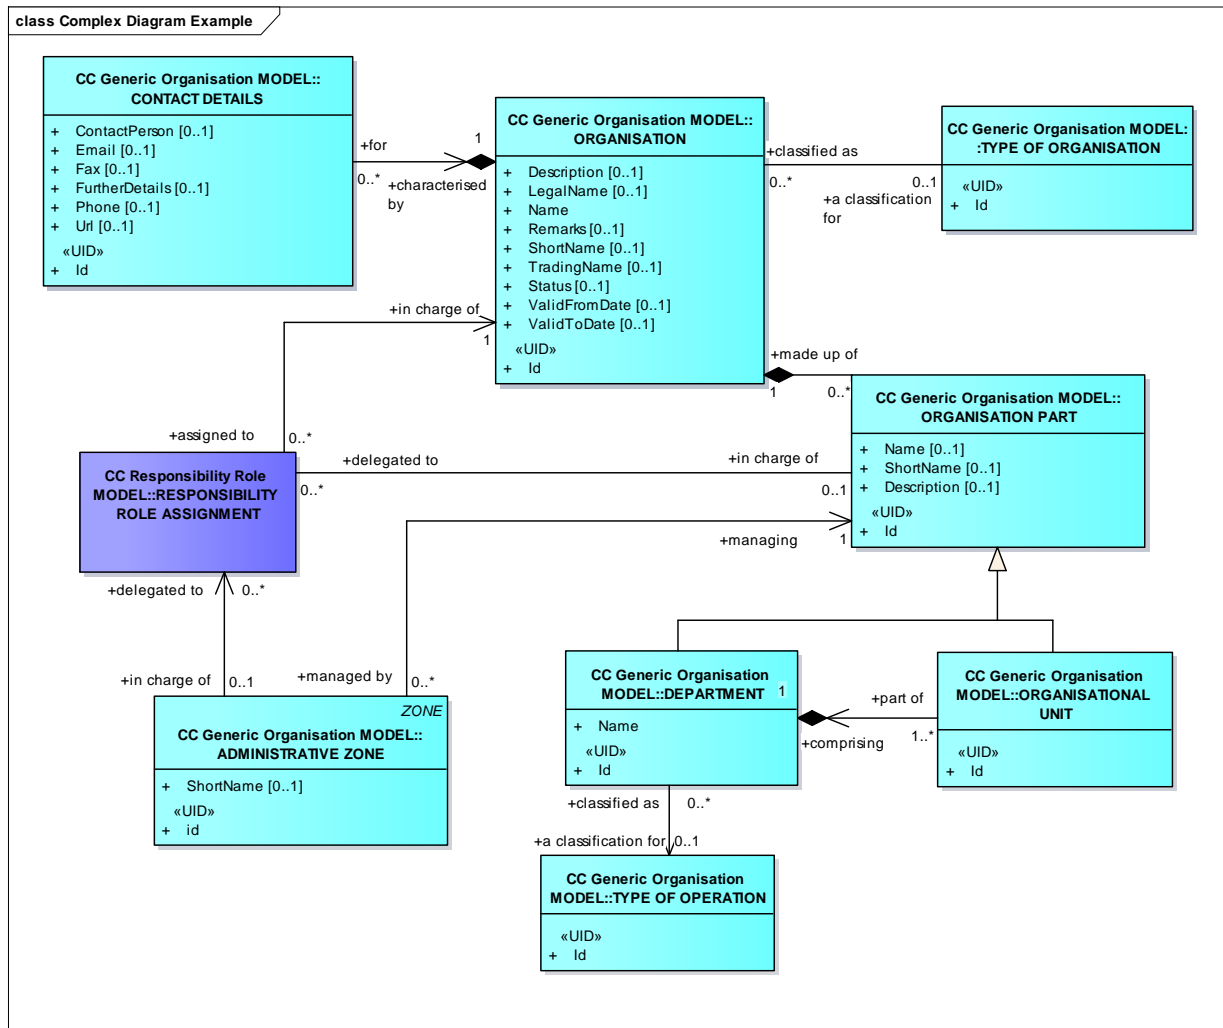 class Complex Diagram Example
CC Generic Organisation MODEL::
CONTACT DETAILS
+ ContactPerson [0..1]
+ Email [0..1]
+ Fax [0..1]
+ FurtherDetails [0..1]
+ Phone [0..1]
+ Url [0..1]
«UID»
+ Id
+for
0..*
1
+characterised
by
CC Generic Organisation MODEL::
ORGANISATION
+ Description [0..1]
+ LegalName [0..1]
+ Name
+ Remarks [0..1]
+ ShortName [0..1]
+ TradingName [0..1]
+ Status [0..1]
+ ValidFromDate [0..1]
+ ValidToDate [0..1]
«UID»
+ Id
+classified as
0..*
0..1
+a classification
for
CC Generic Organisation MODEL:
:TYPE OF ORGANISATION
«UID»
+ Id
+in charge of
1
+made up of
1
0..*
CC Generic Organisation MODEL::
ORGANISATION PART
+ Name [0..1]
+ ShortName [0..1]
+ Description [0..1]
«UID»
+ Id
+assigned to
0..*
CC Responsibility Role
MODEL::RESPONSIBILITY
ROLE ASSIGNMENT
+delegated to
0..*
+in charge of
0..1
+managing
1
+delegated to
0..*
+in charge of
0..1
+managed by
0..*
ZONE
CC Generic Organisation MODEL::
ADMINISTRATIVE ZONE
+ ShortName [0..1]
«UID»
+ id
CC Generic Organisation
MODEL::DEPARTMENT
1
+ Name
«UID»
+ Id
+part of
1..*
+comprising
CC Generic Organisation
MODEL::ORGANISATIONAL
UNIT
«UID»
+ Id
+classified as
0..*
+a classification for
0..1
CC Generic Organisation
MODEL::TYPE OF OPERATION
«UID»
+ Id